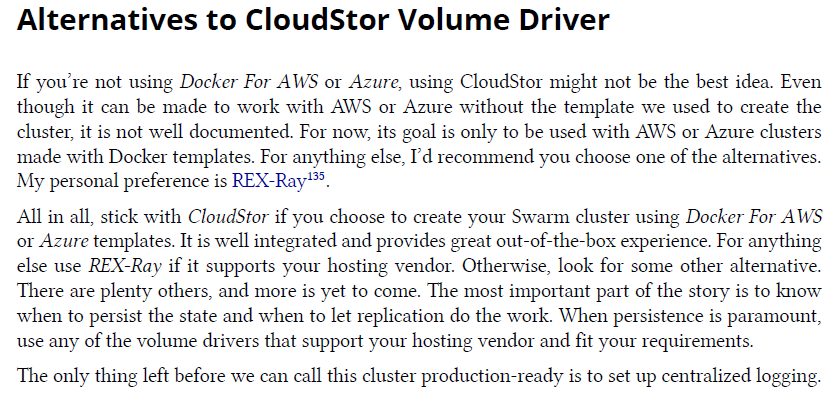 Alternatives to CloudStor Volume Driver
If you're not using Docker For AWS or Azure, using CloudStor might not be the best idea. Even
though it can be made to work with AWS or Azure without the template we used to create the
cluster, it is not well documented. For now, its goal is only to be used with AWS or Azure clusters
made with Docker templates. For anything else, I'd recommend you choose one of the alternatives.
My personal preference is REX-Ray¹³⁵.
All in all, stick with CloudStor if you choose to create your Swarm cluster using Docker For AWS
or Azure templates. It is well integrated and provides great out-of-the-box experience. For anything
else use REX-Ray if it supports your hosting vendor. Otherwise, look for some other alternative.
There are plenty others, and more is yet to come. The most important part of the story is to know
when to persist the state and when to let replication do the work. When persistence is paramount,
use any of the volume drivers that support your hosting vendor and fit your requirements.
The only thing left before we can call this cluster production-ready is to set up centralized logging.